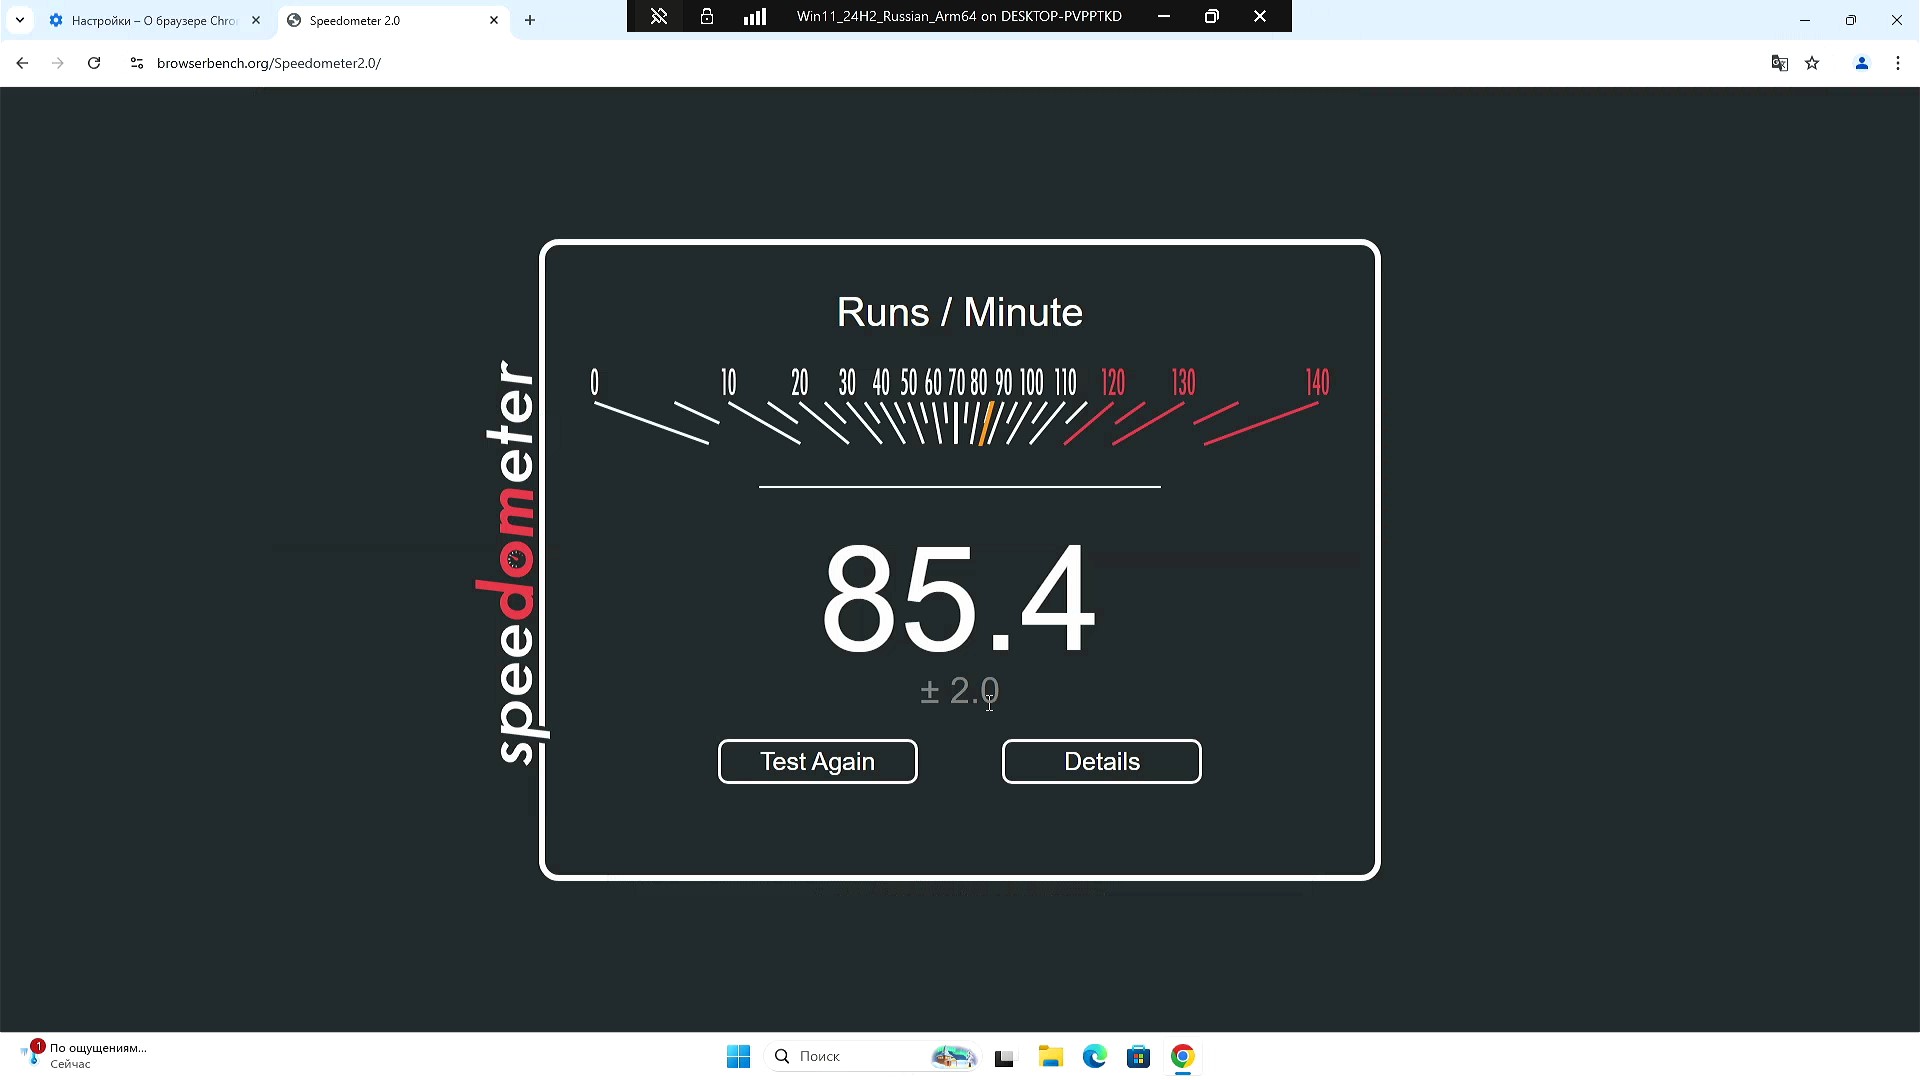 Настройки – О браузере Chro
Speedometer 2.0
Win11_24H2_Russian_Arm64 on DESKTOP-PVPPTKD
browserbench.org/Speedometer2.0/
speedometer
Runs / Minute
0 10 20 30 40 50 60 70 80 90 100 110 120 130 140
85.4
± 2.0
Test Again
Details
1
По ощущениям...
Сейчас
Поиск